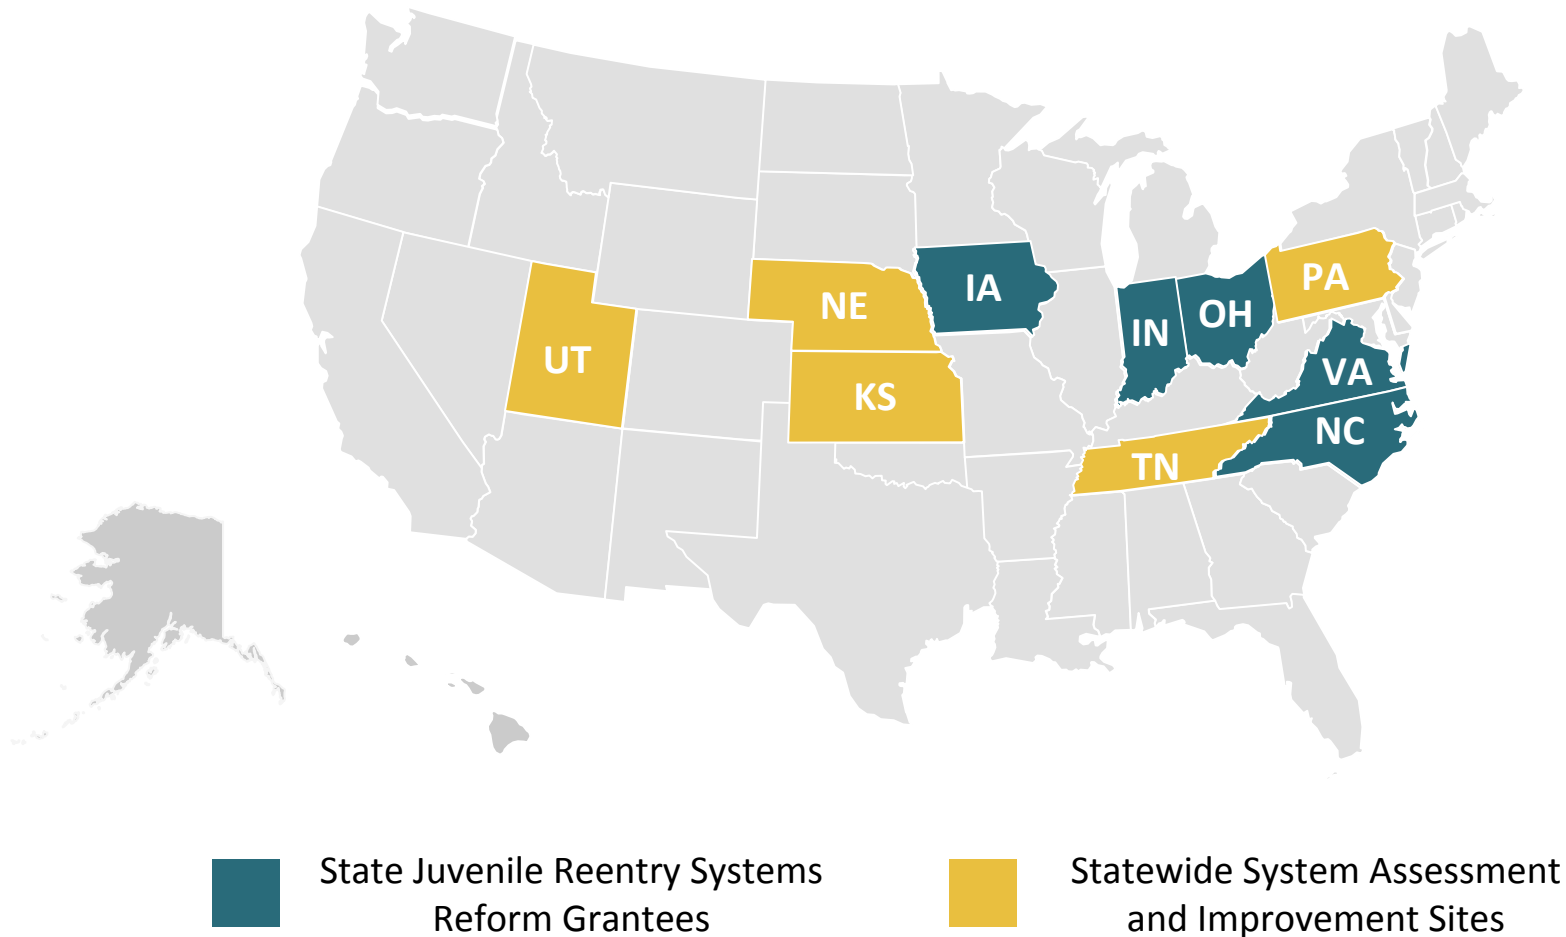 IA
PA
NE
OH
IN
UT
VA
KS
NC
TN
State Juvenile Reentry Systems
Reform Grantees
Statewide System Assessment
and Improvement Sites